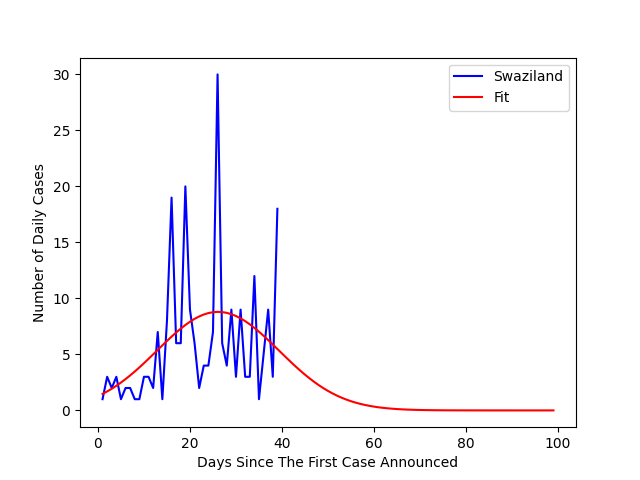 Swaziland
Fit
30
25
20
15
10
5
0
Number of Daily Cases
0 20 40 60 80 100
Days Since The First Case Announced